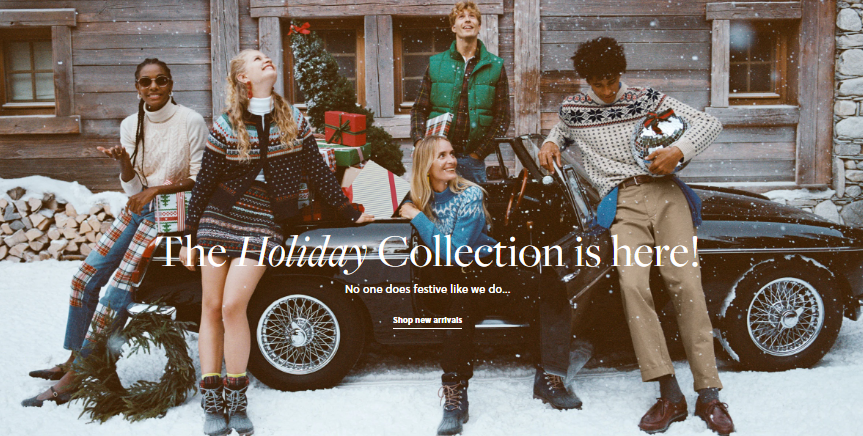 The Holiday Collection is here!
No one does festive like we do...
Shop new arrivals